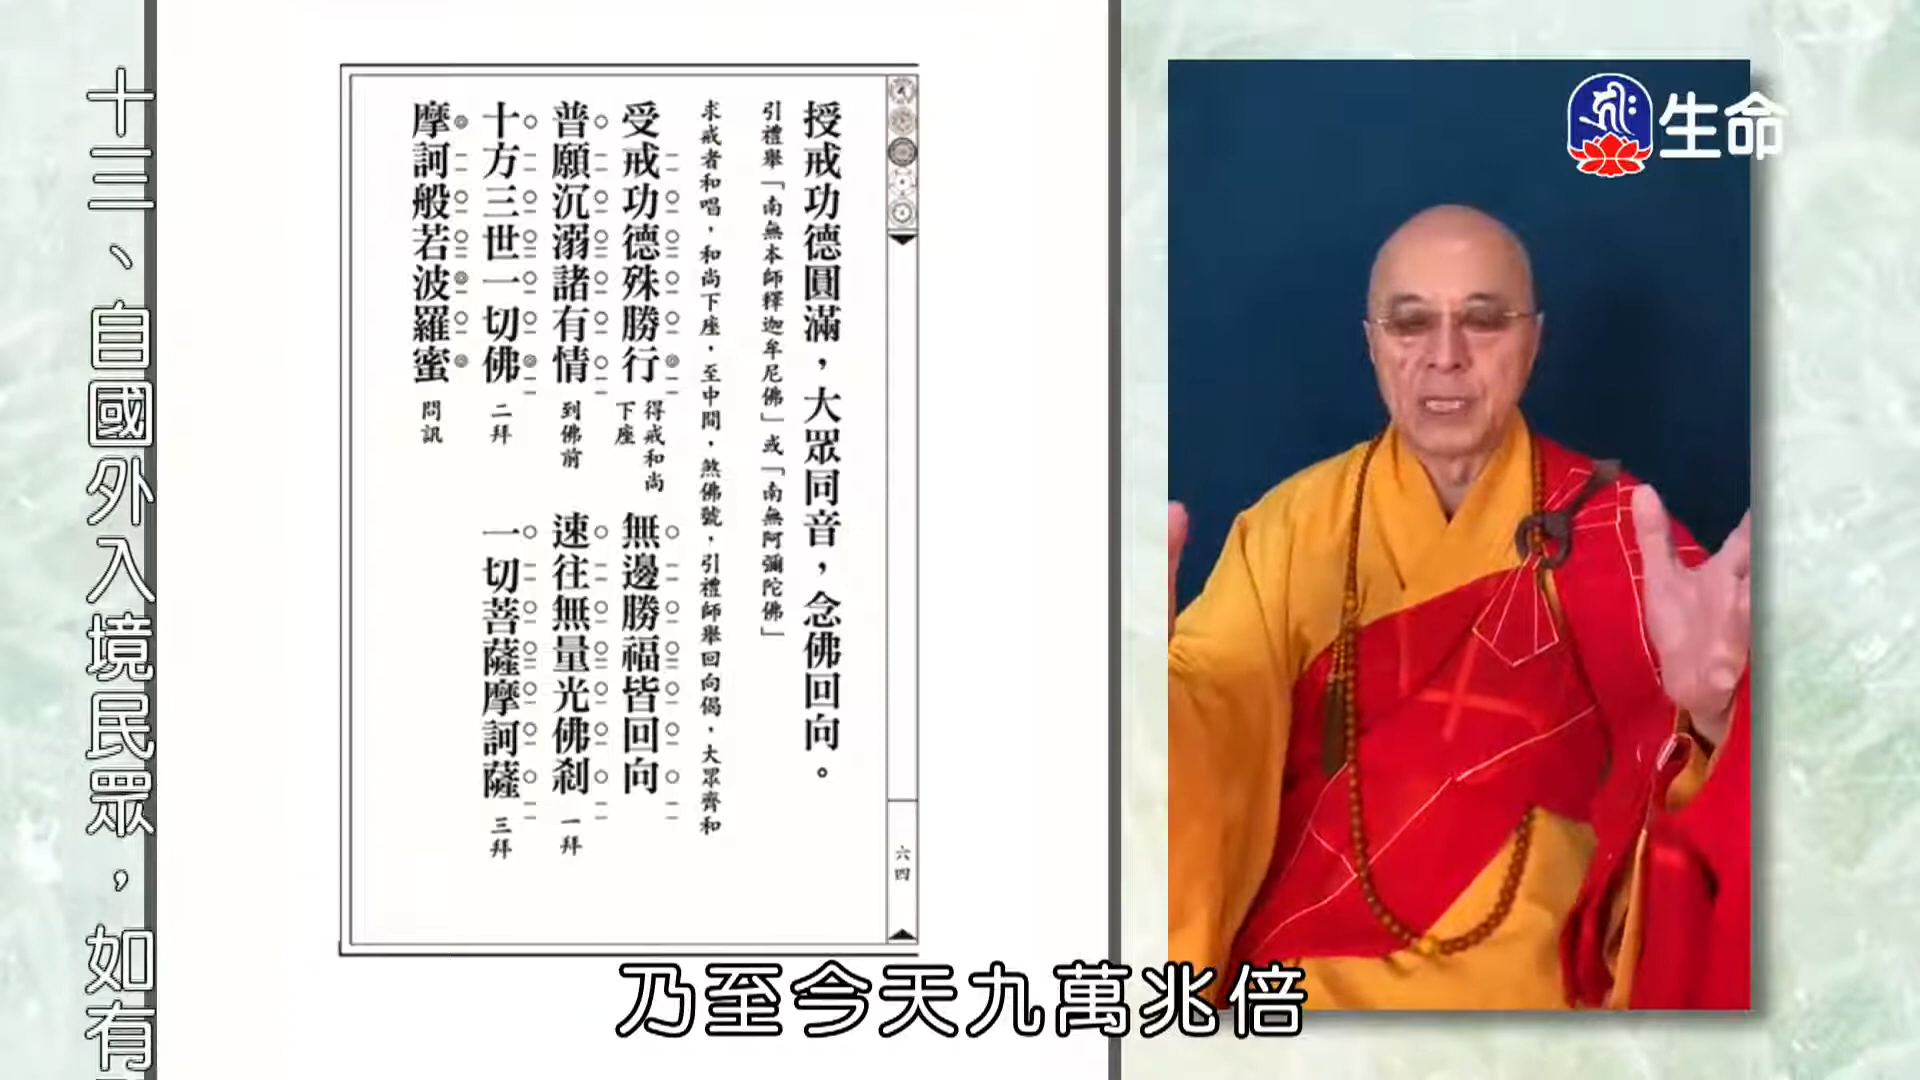 十三、自國外入境民眾，如有
授戒功德圓滿，大眾同音，念佛回向。
引禮舉「南無本師釋迦牟尼佛」或「南無阿彌陀佛」
求戒者和唱，和尚下座，至中間，煞佛號，引禮師舉回向偈，大眾齊和
受戒功德殊勝行 得戒和尚下座 無邊勝福皆回向
普願沉溺諸有情 到佛前 速往無量光佛剎 一拜
十方三世一切佛 二拜 一切菩薩摩訶薩 三拜
摩訶般若波羅蜜 問訊
六四
生命
乃至今天九萬兆倍